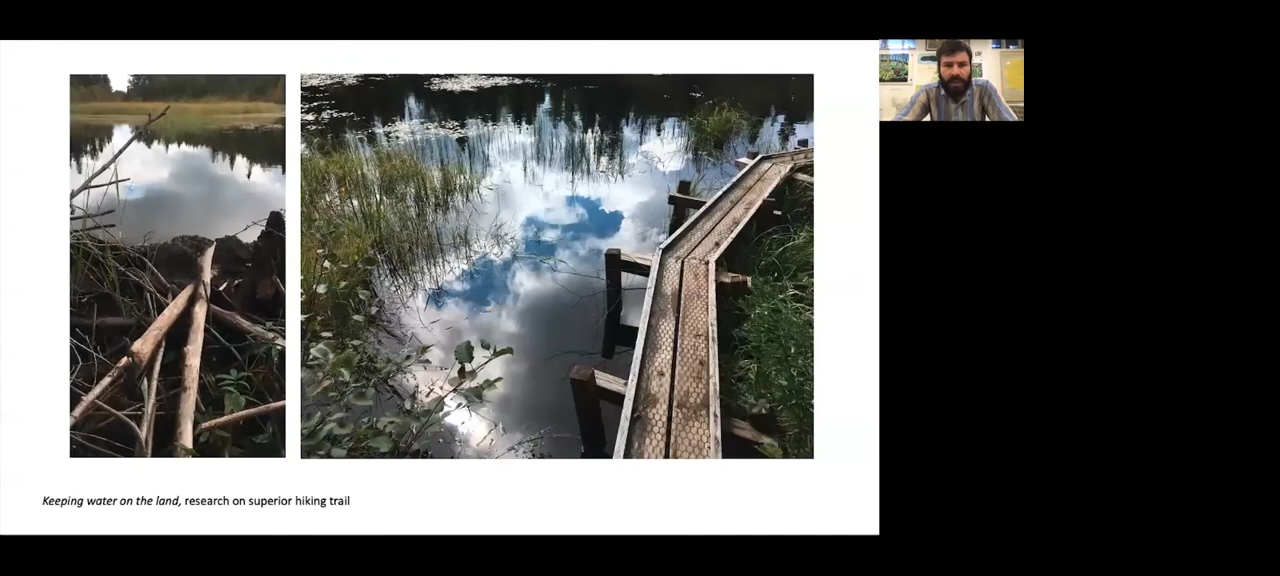 Keeping water on the land, research on superior hiking trail